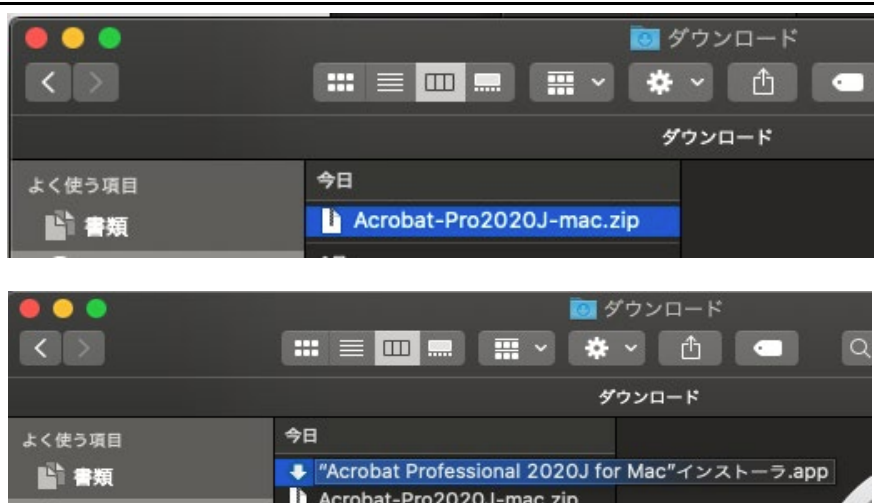 ダウンロード
ダウンロード
よく使う項目
今日
書類
Acrobat-Pro2020J-mac.zip
ダウンロード
ダウンロード
よく使う項目
今日
書類
"Acrobat Professional 2020J for Mac"インストーラ.app
Acrobat-Pro2020J-mac.zip